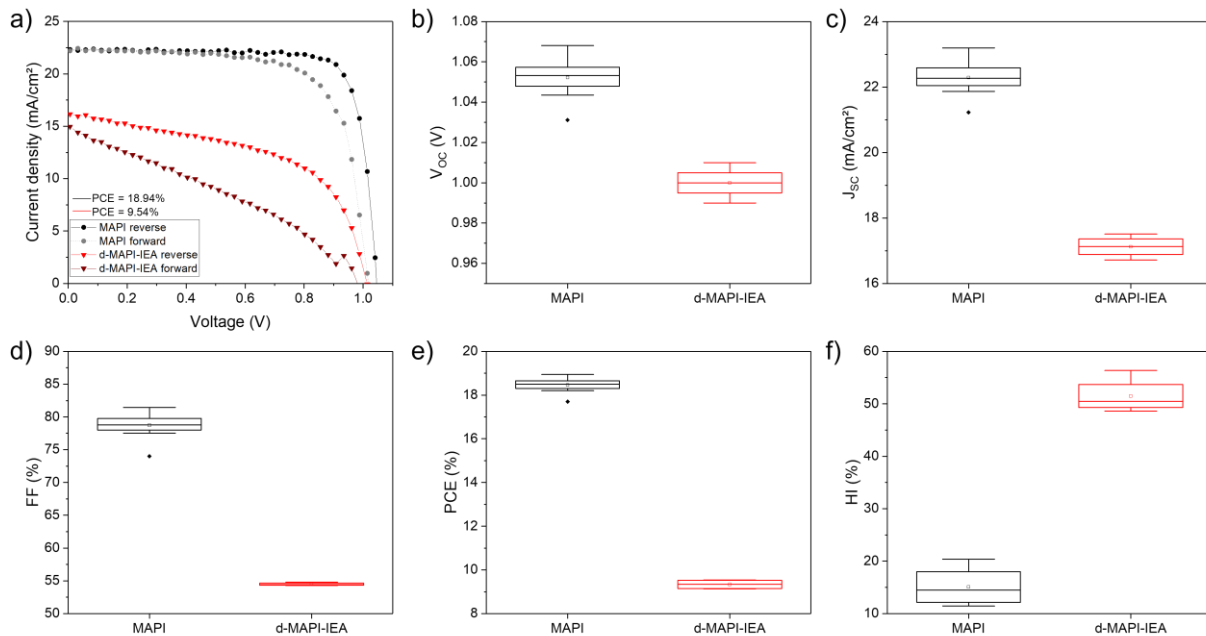 a)
25
20
15
10
5
0
Current density (mA/cm²)
PCE = 18.94%
PCE = 9.54%
MAPI reverse
MAPI forward
d-MAPI-IEA reverse
d-MAPI-IEA forward
0.0 0.2 0.4 0.6 0.8 1.0
Voltage (V)
b)
1.08
1.06
1.04
1.02
1.00
0.98
0.96
V_OC (V)
MAPI d-MAPI-IEA
c)
24
22
20
18
16
J_SC (mA/cm²)
MAPI d-MAPI-IEA
d)
90
85
80
75
70
65
60
55
50
FF (%)
MAPI d-MAPI-IEA
e)
20
18
16
14
12
10
8
PCE (%)
MAPI d-MAPI-IEA
f)
60
50
40
30
20
10
HI (%)
MAPI d-MAPI-IEA